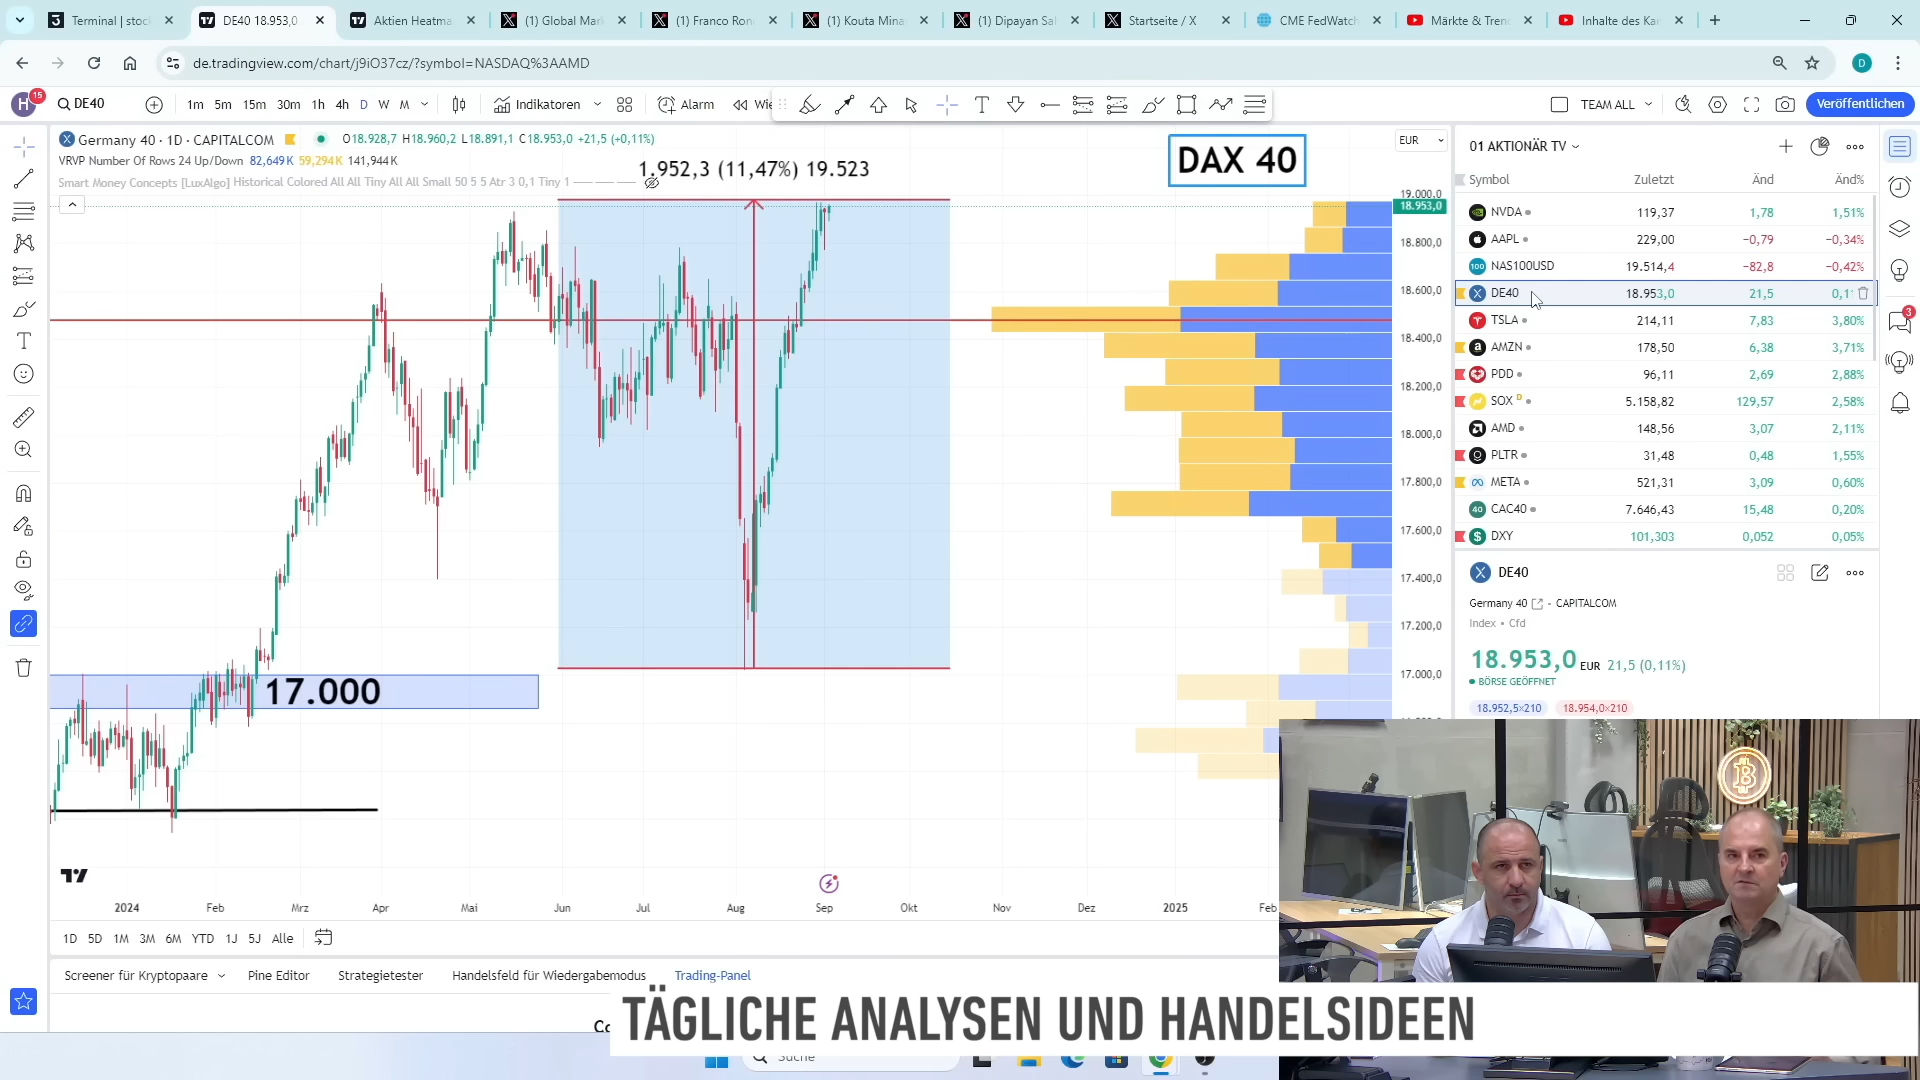 Terminal | stoc
DE40 18.953,0
Aktien Heatma
(1) Global Mar
(1) Franco Ron
(1) Kouta Mina
(1) Dipayan Sa
Startseite / X
CME FedWatch
Märkte & Tren
Inhalte des Ka
de.tradingview.com/chart/j9iO37cz/?symbol=NASDAQ%3AAMD
D
H 15
DE40
1m 5m 15m 30m 1h 4h D W M
Indikatoren
Alarm
TEAM ALL
Veröffentlichen
Germany 40 · 1D · CAPITALCOM
O18.928,7 H18.960,2 L18.891,1 C18.953,0 +21,5 (+0,11%)
VRVP Number Of Rows 24 Up/Down 82,649K 59,294K 141,944K
Smart Money Concepts [LuxAlgo] Historical Colored All All Tiny All All Small 50 5 5 Atr 3 0,1 Tiny 1
1.952,3 (11,47%) 19.523
DAX 40
EUR
19.000,0
18.953,0
18.800,0
18.600,0
18.400,0
18.200,0
18.000,0
17.800,0
17.600,0
17.400,0
17.200,0
17.000,0
17.000
2024 Feb Mrz Apr Mai Jun Jul Aug Sep Okt Nov Dez 2025 Feb
1D 5D 1M 3M 6M YTD 1J 5J Alle
Screener für Kryptopaare
Pine Editor
Strategietester
Handelsfeld für Wiedergabemodus
Trading-Panel
01 AKTIONÄR TV
Symbol Zuletzt Änd Änd%
NVDA 119,37 1,78 1,51%
AAPL 229,00 −0,79 −0,34%
NAS100USD 19.514,4 −82,8 −0,42%
DE40 18.953,0 21,5
TSLA 214,11 7,83 3,80%
AMZN 178,50 6,38 3,71%
PDD 96,11 2,69 2,88%
SOX D 5.158,82 129,57 2,58%
AMD 148,56 3,07 2,11%
PLTR 31,48 0,48 1,55%
META 521,31 3,09 0,60%
CAC40 7.646,43 15,48 0,20%
DXY 101,303 0,052 0,05%
DE40
Germany 40 · CAPITALCOM
Index • Cfd
18.953,0 EUR 21,5 (0,11%)
BÖRSE GEÖFFNET
18.952,5×210 18.954,0×210
3
TÄGLICHE ANALYSEN UND HANDELSIDEEN
Suche